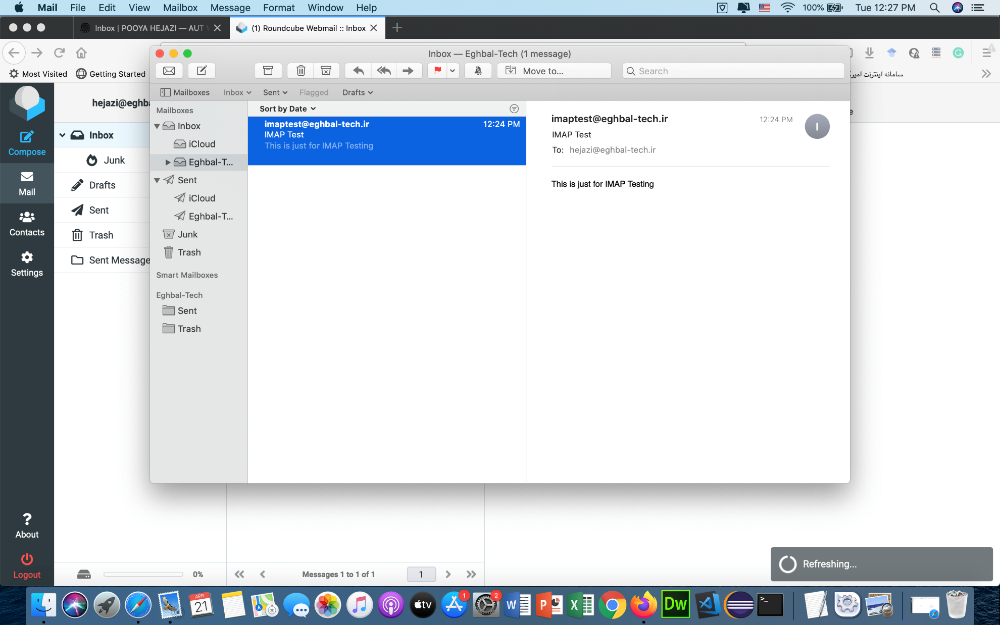 Mail File Edit View Mailbox Message Format Window Help 100% Tue 12:27 PM
Inbox | POOYA HEJAZI — AUT (1) Roundcube Webmail :: Inbox
Inbox — Eghbal-Tech (1 message)
Most Visited Getting Started
Move to...
Search
سامانه اینترنت امیر
Mailboxes Inbox Sent Flagged Drafts
hejazi@eghba
Compose
Mail
Contacts
Settings
About
Logout
Inbox
Junk
Drafts
Sent
Trash
Sent Message
Mailboxes
Inbox
iCloud
Eghbal-T...
Sent
iCloud
Eghbal-T...
Junk
Trash
Smart Mailboxes
Eghbal-Tech
Sent
Trash
Sort by Date
imaptest@eghbal-tech.ir 12:24 PM
IMAP Test
This is just for IMAP Testing
imaptest@eghbal-tech.ir 12:24 PM
I
IMAP Test
To: hejazi@eghbal-tech.ir
This is just for IMAP Testing
e
0%
Messages 1 to 1 of 1
1
Refreshing...
APR
21
3D
tv
1
2
W
P
X
Dw
>_